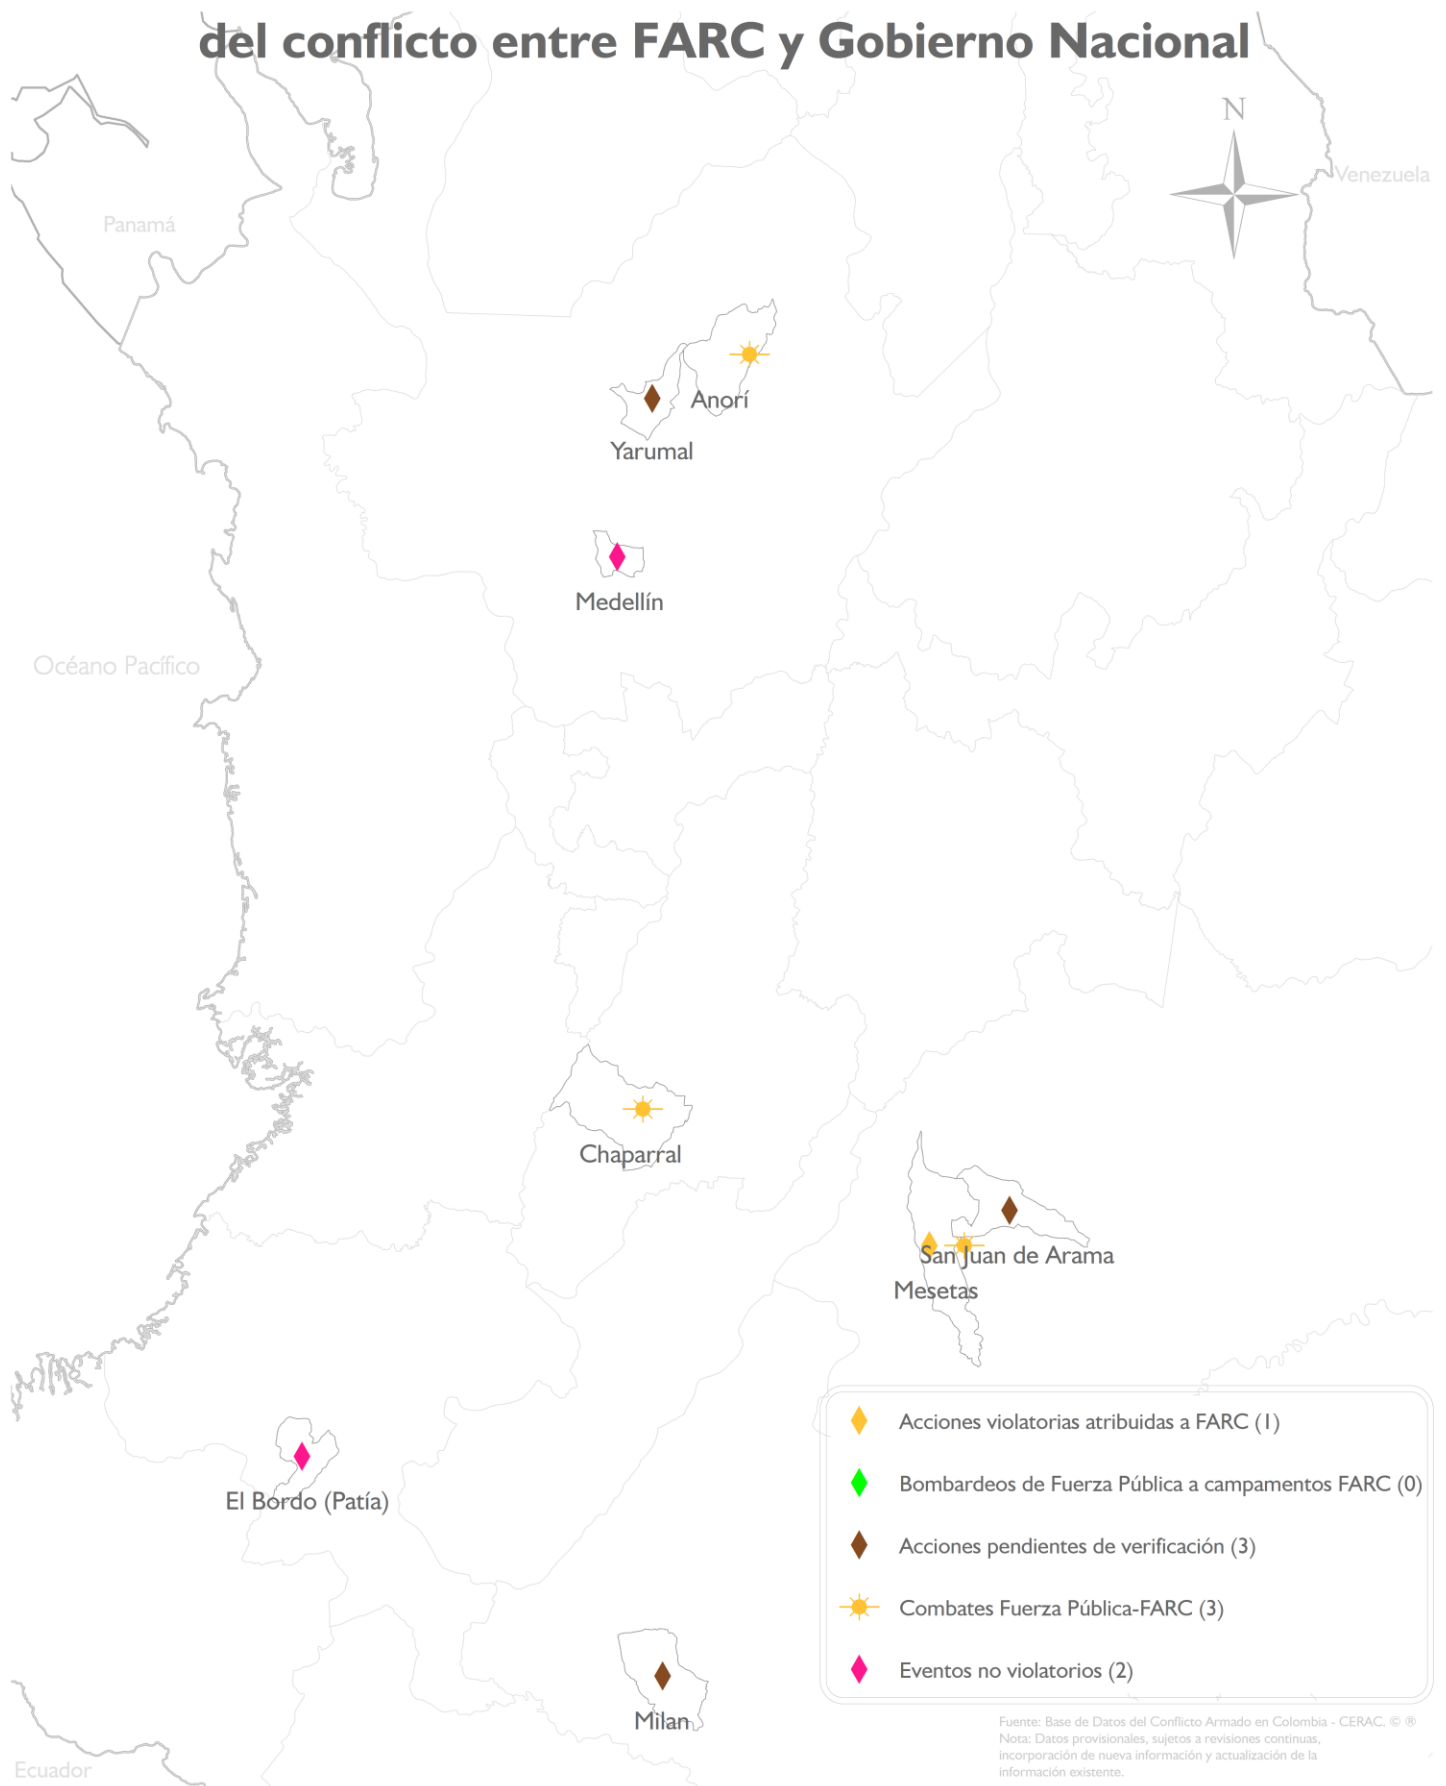 del conflicto entre FARC y Gobierno Nacional
N
Venezuela
Panamá
Anorí
Yarumal
Medellín
Océano Pacífico
Chaparral
San Juan de Arama
Mesetas
Acciones violatorias atribuidas a FARC (1)
Bombardeos de Fuerza Pública a campamentos FARC (0)
El Bordo (Patía)
Acciones pendientes de verificación (3)
Combates Fuerza Pública-FARC (3)
Eventos no violatorios (2)
Milan
Fuente: Base de Datos del Conflicto Armado en Colombia - CERAC. © ®
Nota: Datos provisionales, sujetos a revisiones continuas,
incorporación de nueva información y actualización de la
información existente.
Ecuador